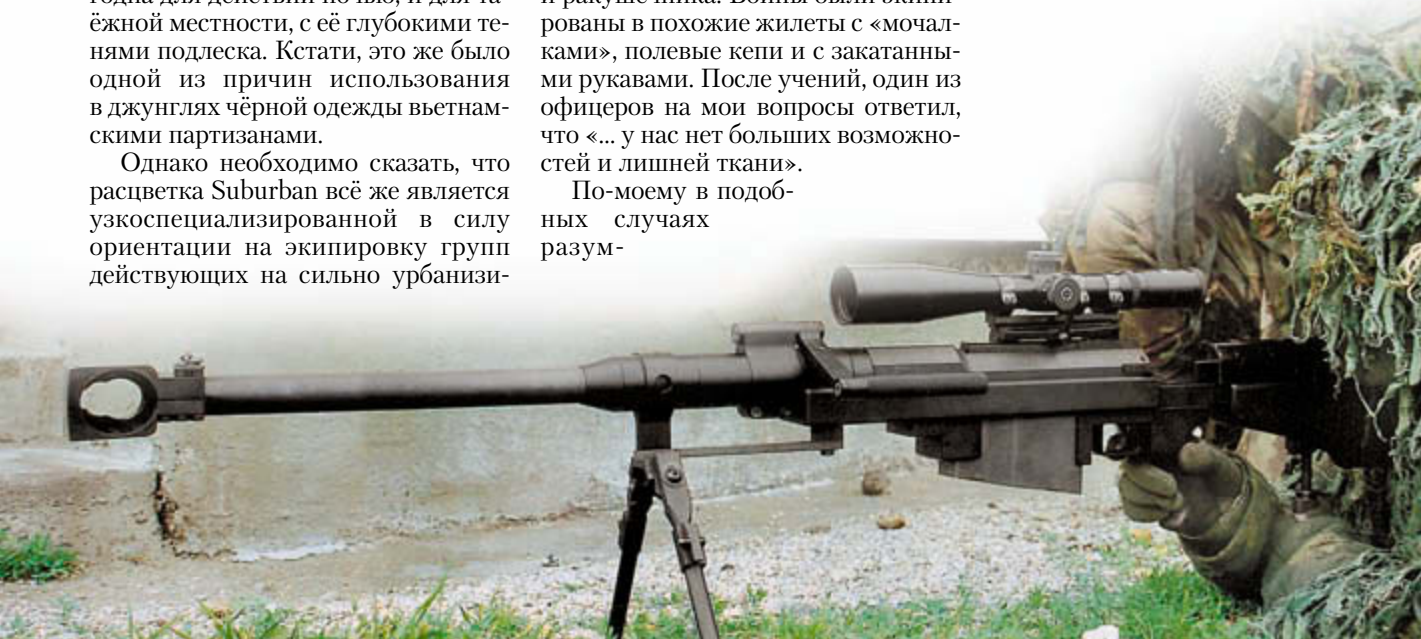 ёжной местности, с её глубокими те-
нями подлеска. Кстати, это же было
одной из причин использования
в джунглях чёрной одежды вьетнам-
скими партизанами.
Однако необходимо сказать, что
расцветка Suburban всё же является
узкоспециализированной в силу
ориентации на экипировку групп
действующих на сильно урбанизи-
рованы в похожие жилеты с «мочал-
ками», полевые кепи и с закатанны-
ми рукавами. После учений, один из
офицеров на мои вопросы ответил,
что «... у нас нет больших возможно-
стей и лишней ткани».
По-моему в подоб-
ных случаях
разум-